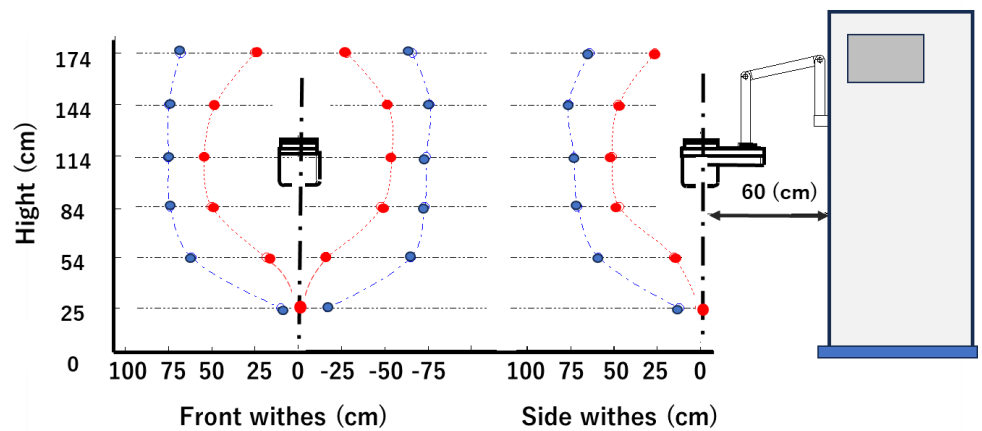 174
144
114
84
54
25
0
Hight (cm)
100 75 50 25 0 -25 -50 -75
Front withes (cm)
100 75 50 25 0
Side withes (cm)
60 (cm)